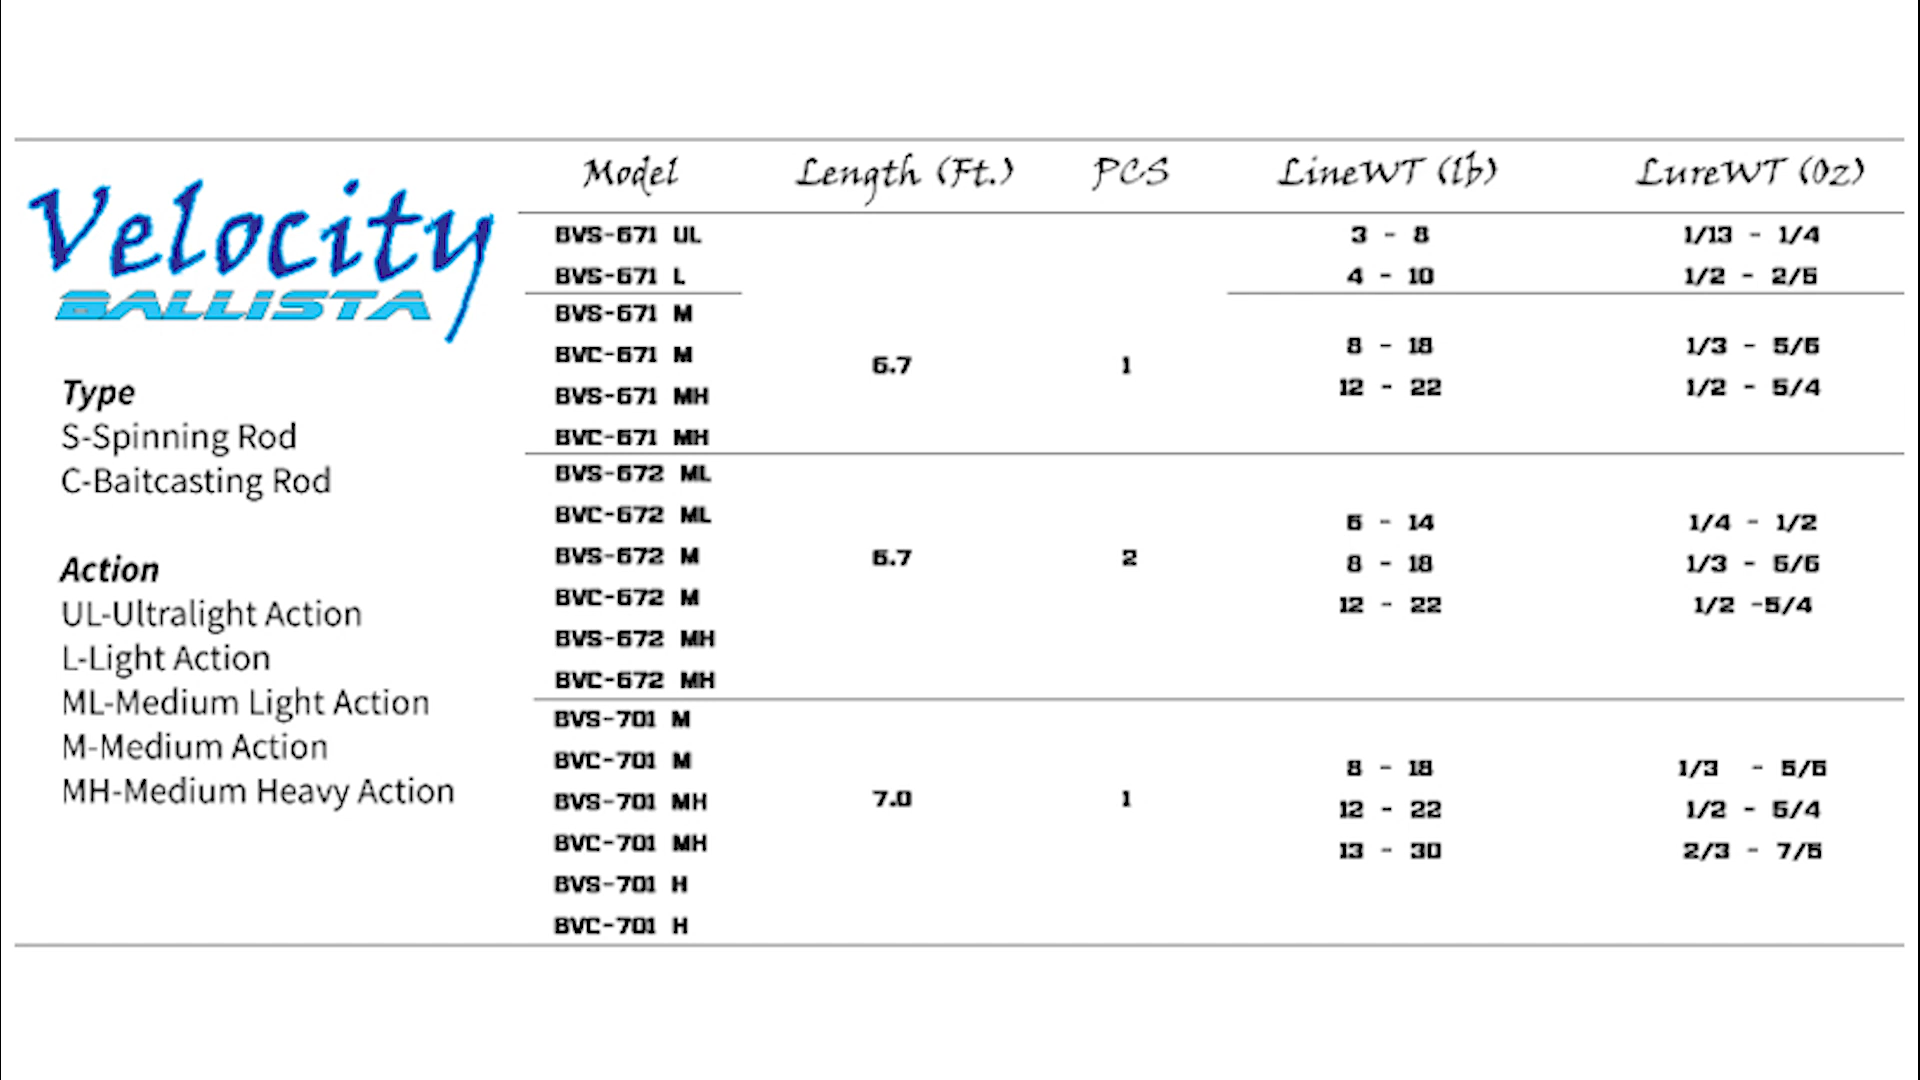 Velocity
BALLISTA
Type
S-Spinning Rod
C-Baitcasting Rod
Action
UL-Ultralight Action
L-Light Action
ML-Medium Light Action
M-Medium Action
MH-Medium Heavy Action
Model Length (Ft.) PCS LineWT (lb) LureWT (Oz)
BVS-671 UL 3 - 8 1/13 - 1/4
BVS-671 L 4 - 10 1/2 - 2/5
BVS-671 M
BVC-671 M 8 - 18 1/3 - 5/6
6.7 1
BVS-671 MH 12 - 22 1/2 - 5/4
BVC-671 MH
BVS-672 ML
BVC-672 ML 6 - 14 1/4 - 1/2
BVS-672 M 6.7 2 8 - 18 1/3 - 5/6
BVC-672 M 12 - 22 1/2 -5/4
BVS-672 MH
BVC-672 MH
BVS-701 M
BVC-701 M 8 - 18 1/3 - 5/6
BVS-701 MH 7.0 1 12 - 22 1/2 - 5/4
BVC-701 MH 13 - 30 2/3 - 7/5
BVS-701 H
BVC-701 H